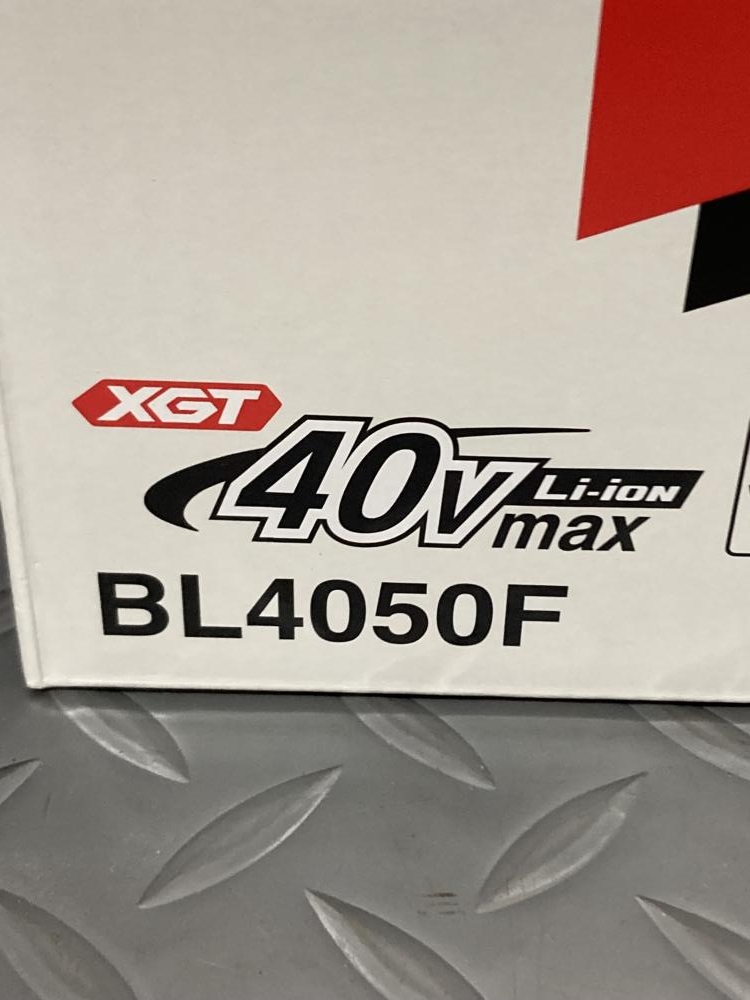 XGT
40v Li-ion
max
BL4050F